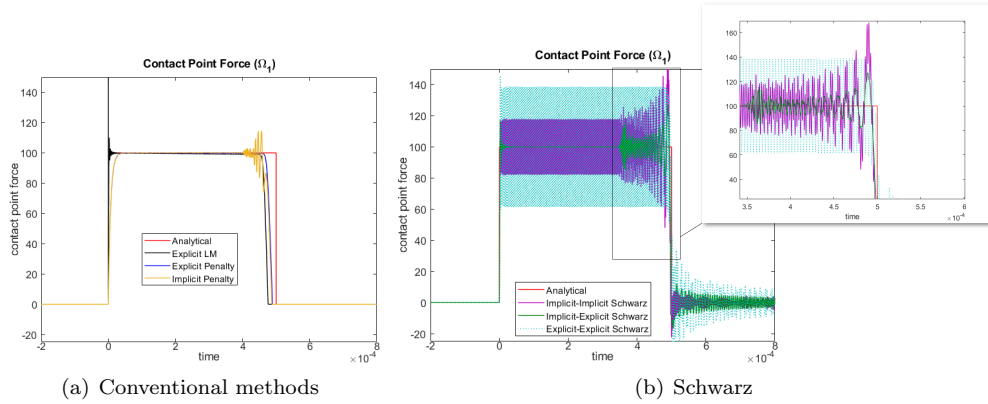 Contact Point Force (Ω1)
contact point force
140
120
100
80
60
40
20
0
-20
Analytical
Explicit LM
Explicit Penalty
Implicit Penalty
-2 0 2 4 6 8
time
×10-4
(a) Conventional methods
Contact Point Force (Ω1)
contact point force
140
120
100
80
60
40
20
0
-20
Analytical
Implicit-Implicit Schwarz
Implicit-Explicit Schwarz
Explicit-Explicit Schwarz
-2 0 2 4 6 8
time
×10-4
(b) Schwarz
160
140
120
100
80
60
40
3.5 4 4.5 5 5.5 6
time
×10-4